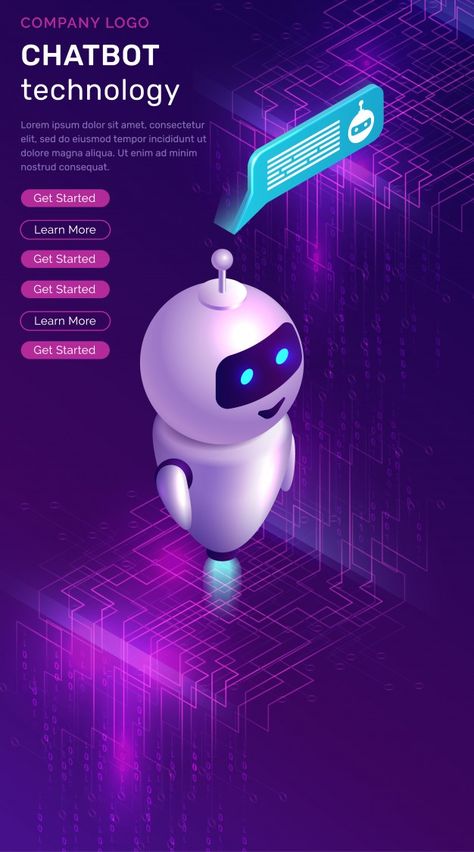 COMPANY LOGO
CHATBOT
technology
Lorem ipsum dolor sit amet, consectetur
elit, sed do eiusmod tempor incididunt ut
dolore magna aliqua. Ut enim ad minim
nostrud consequat.
Get Started
Learn More
Get Started
Get Started
Learn More
Get Started